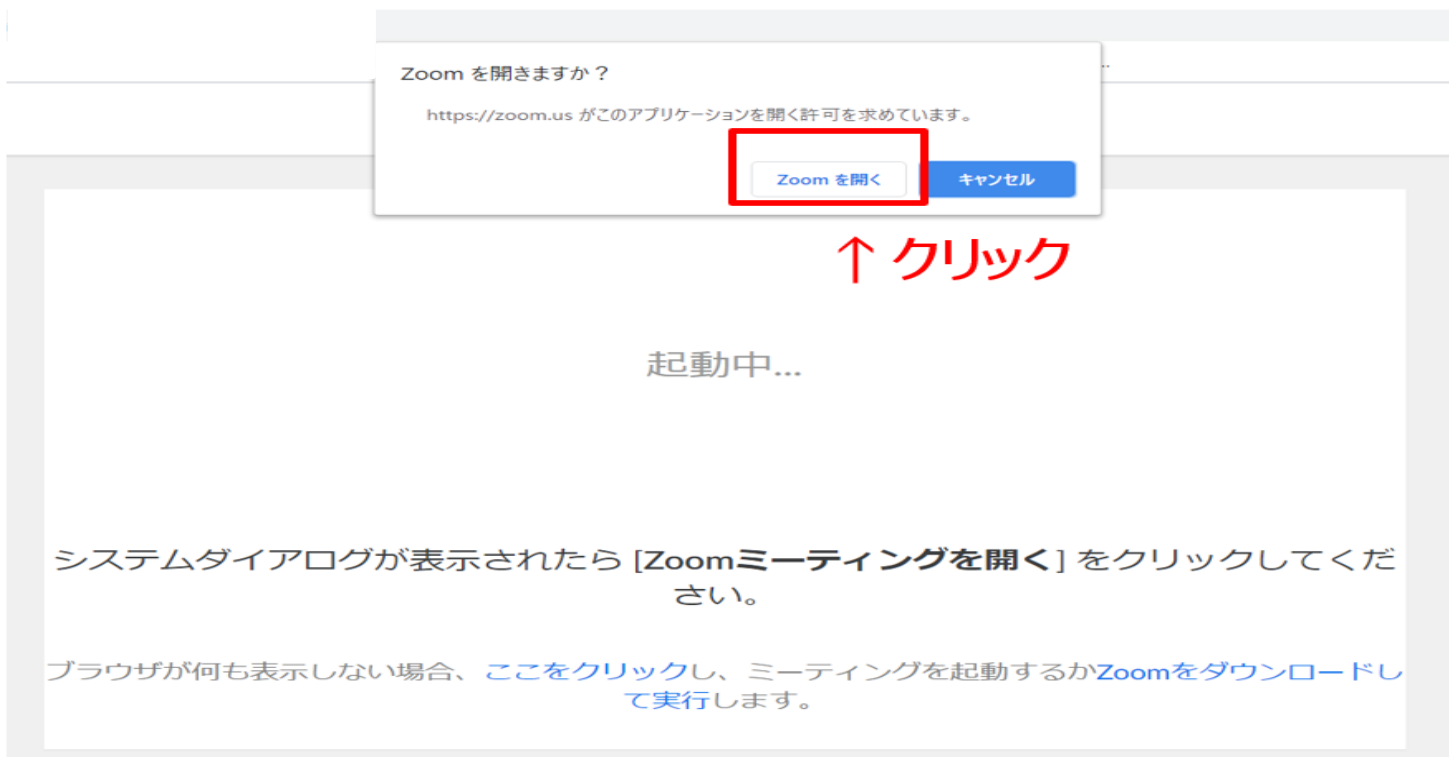 Zoom を開きますか？
https://zoom.us がこのアプリケーションを開く許可を求めています。
Zoom を開く キャンセル
↑ クリック
起動中...
システムダイアログが表示されたら [Zoomミーティングを開く] をクリックしてくだ
さい。
ブラウザが何も表示しない場合、ここをクリックし、ミーティングを起動するかZoomをダウンロードし
て実行します。